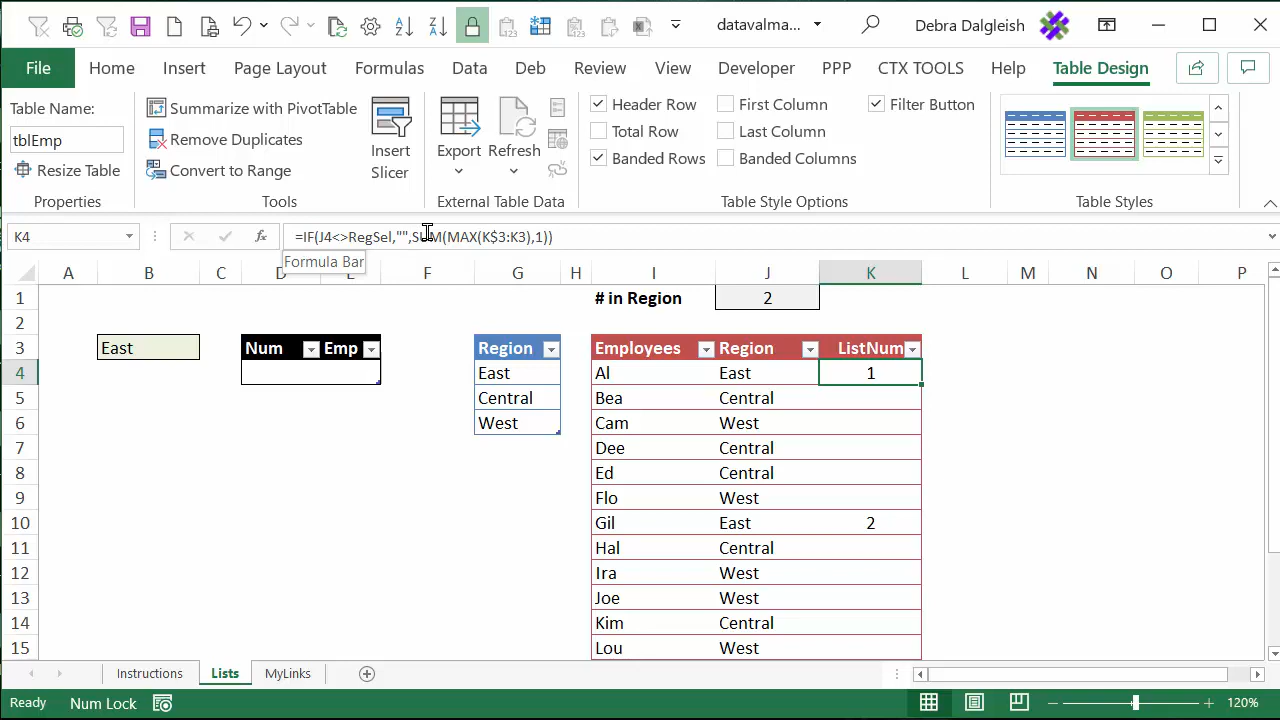 datavalma...
Debra Dalgleish
File Home Insert Page Layout Formulas Data Deb Review View Developer PPP CTX TOOLS Help Table Design
Table Name:
tblEmp
Resize Table
Properties
Summarize with PivotTable
Remove Duplicates
Convert to Range
Tools
Insert
Slicer
Export
Refresh
External Table Data
Header Row
Total Row
Banded Rows
First Column
Last Column
Banded Columns
Filter Button
Table Style Options
Table Styles
K4
fx
=IF(J4<>RegSel,"",SUM(MAX(K$3:K3),1))
Formula Bar
A B C D E F G H I J K L M N O P
1 # in Region 2
2
3 East Num Emp Region Employees Region ListNum
4 East Al East 1
5 Central Bea Central
6 West Cam West
7 Dee Central
8 Ed Central
9 Flo West
10 Gil East 2
11 Hal Central
12 Ira West
13 Joe West
14 Kim Central
15 Lou West
Instructions Lists MyLinks
Ready Num Lock 120%